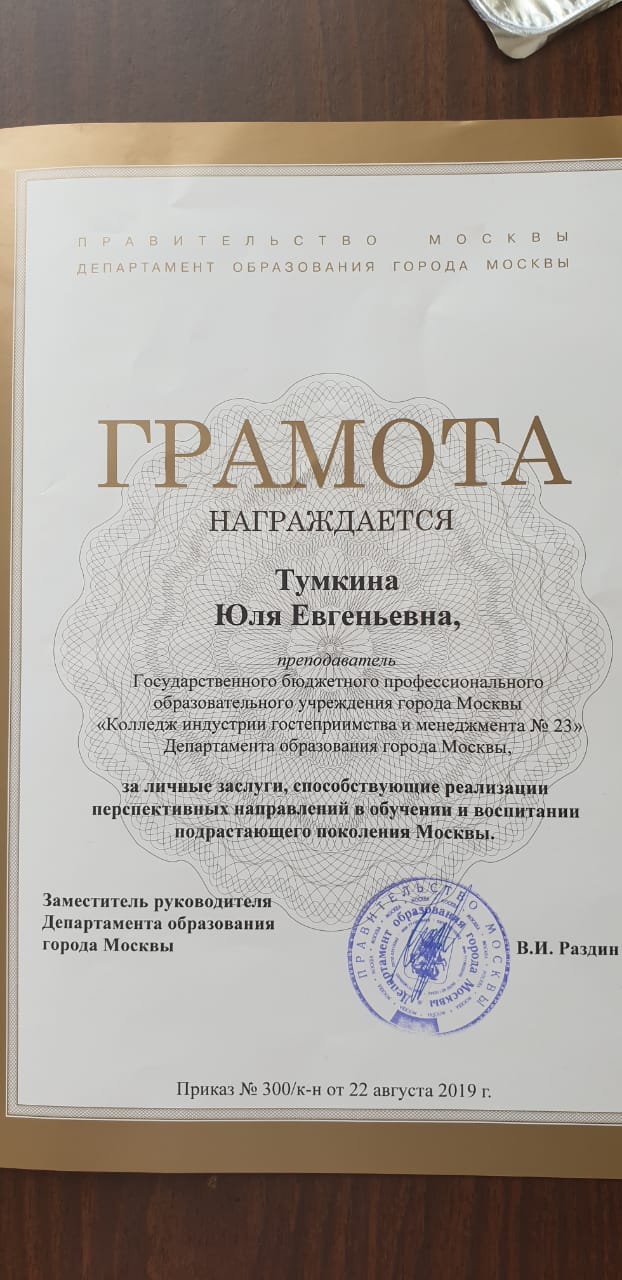 ПРАВИТЕЛЬСТВО МОСКВЫ
ДЕПАРТАМЕНТ ОБРАЗОВАНИЯ ГОРОДА МОСКВЫ
ГРАМОТА
НАГРАЖДАЕТСЯ
Тумкина
Юля Евгеньевна,
преподаватель
Государственного бюджетного профессионального
образовательного учреждения города Москвы
«Колледж индустрии гостеприимства и менеджмента № 23»
Департамента образования города Москвы,
за личные заслуги, способствующие реализации
перспективных направлений в обучении и воспитании
подрастающего поколения Москвы.
Заместитель руководителя
Департамента образования
города Москвы
ПРАВИТЕЛЬСТВО МОСКВЫ
Департамент образования города Москвы
В.И. Раздин
Приказ № 300/к-н от 22 августа 2019 г.